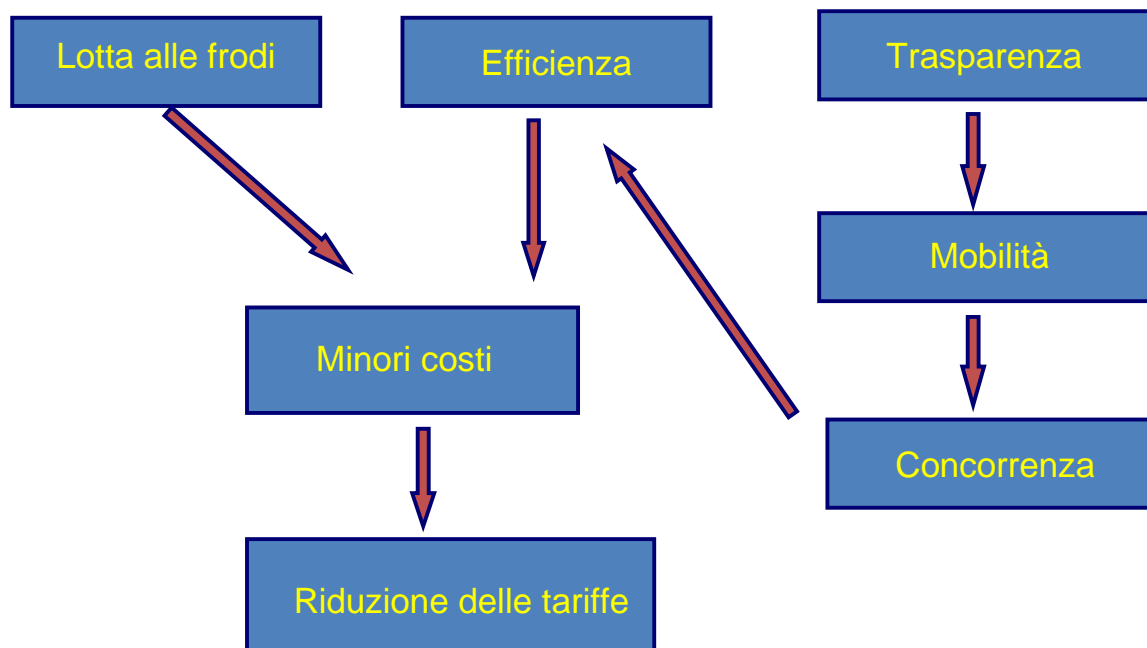 Lotta alle frodi
Efficienza
Trasparenza
Mobilità
Minori costi
Concorrenza
Riduzione delle tariffe